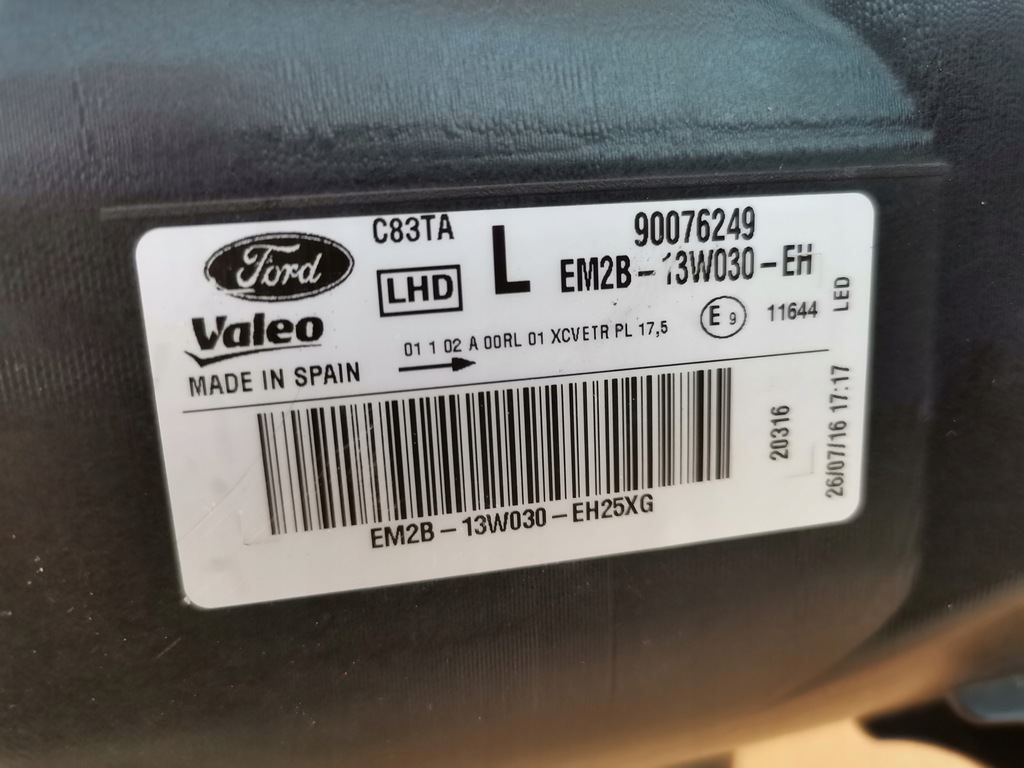 Ford
Valeo
MADE IN SPAIN
C83TA
LHD
L
90076249
EM2B-13W030-EH
01 1 02 A 00RL 01 XCVETR PL 17,5
E9
11644
LED
20316
26/07/16 17:17
EM2B-13W030-EH25XG